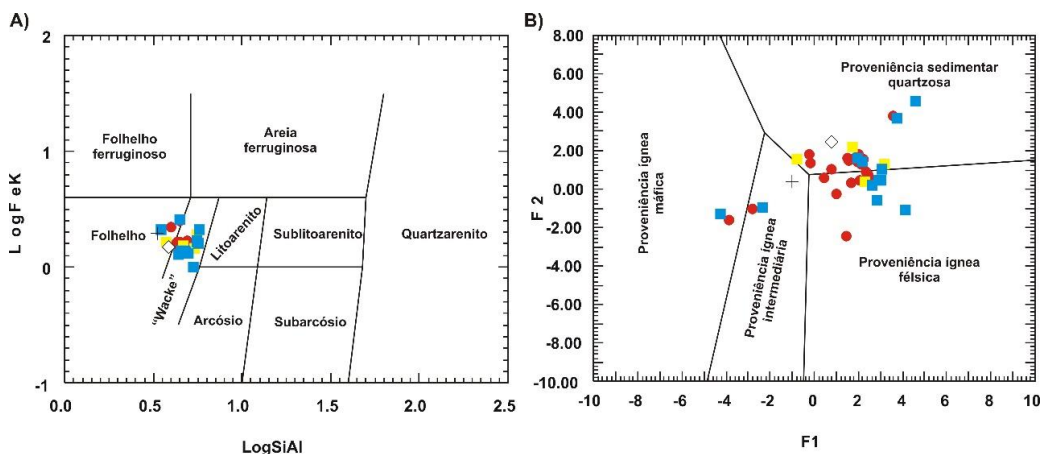 A)
2
1
0
-1
LogFeK
0.0 0.5 1.0 1.5 2.0 2.5
LogSiAl
Folhelho
ferruginoso
Areia
ferruginosa
Folhelho
"Wacke"
Litoarenito
Sublitoarenito
Quartzarenito
Arcósio
Subarcósio
B)
8.00
6.00
4.00
2.00
0.00
-2.00
-4.00
-6.00
-8.00
-10.00
F 2
-10 -8 -6 -4 -2 0 2 4 6 8 10
F1
Proveniência sedimentar
quartzosa
Proveniência ígnea
máfica
Proveniência ígnea
intermediária
Proveniência ignea
félsica